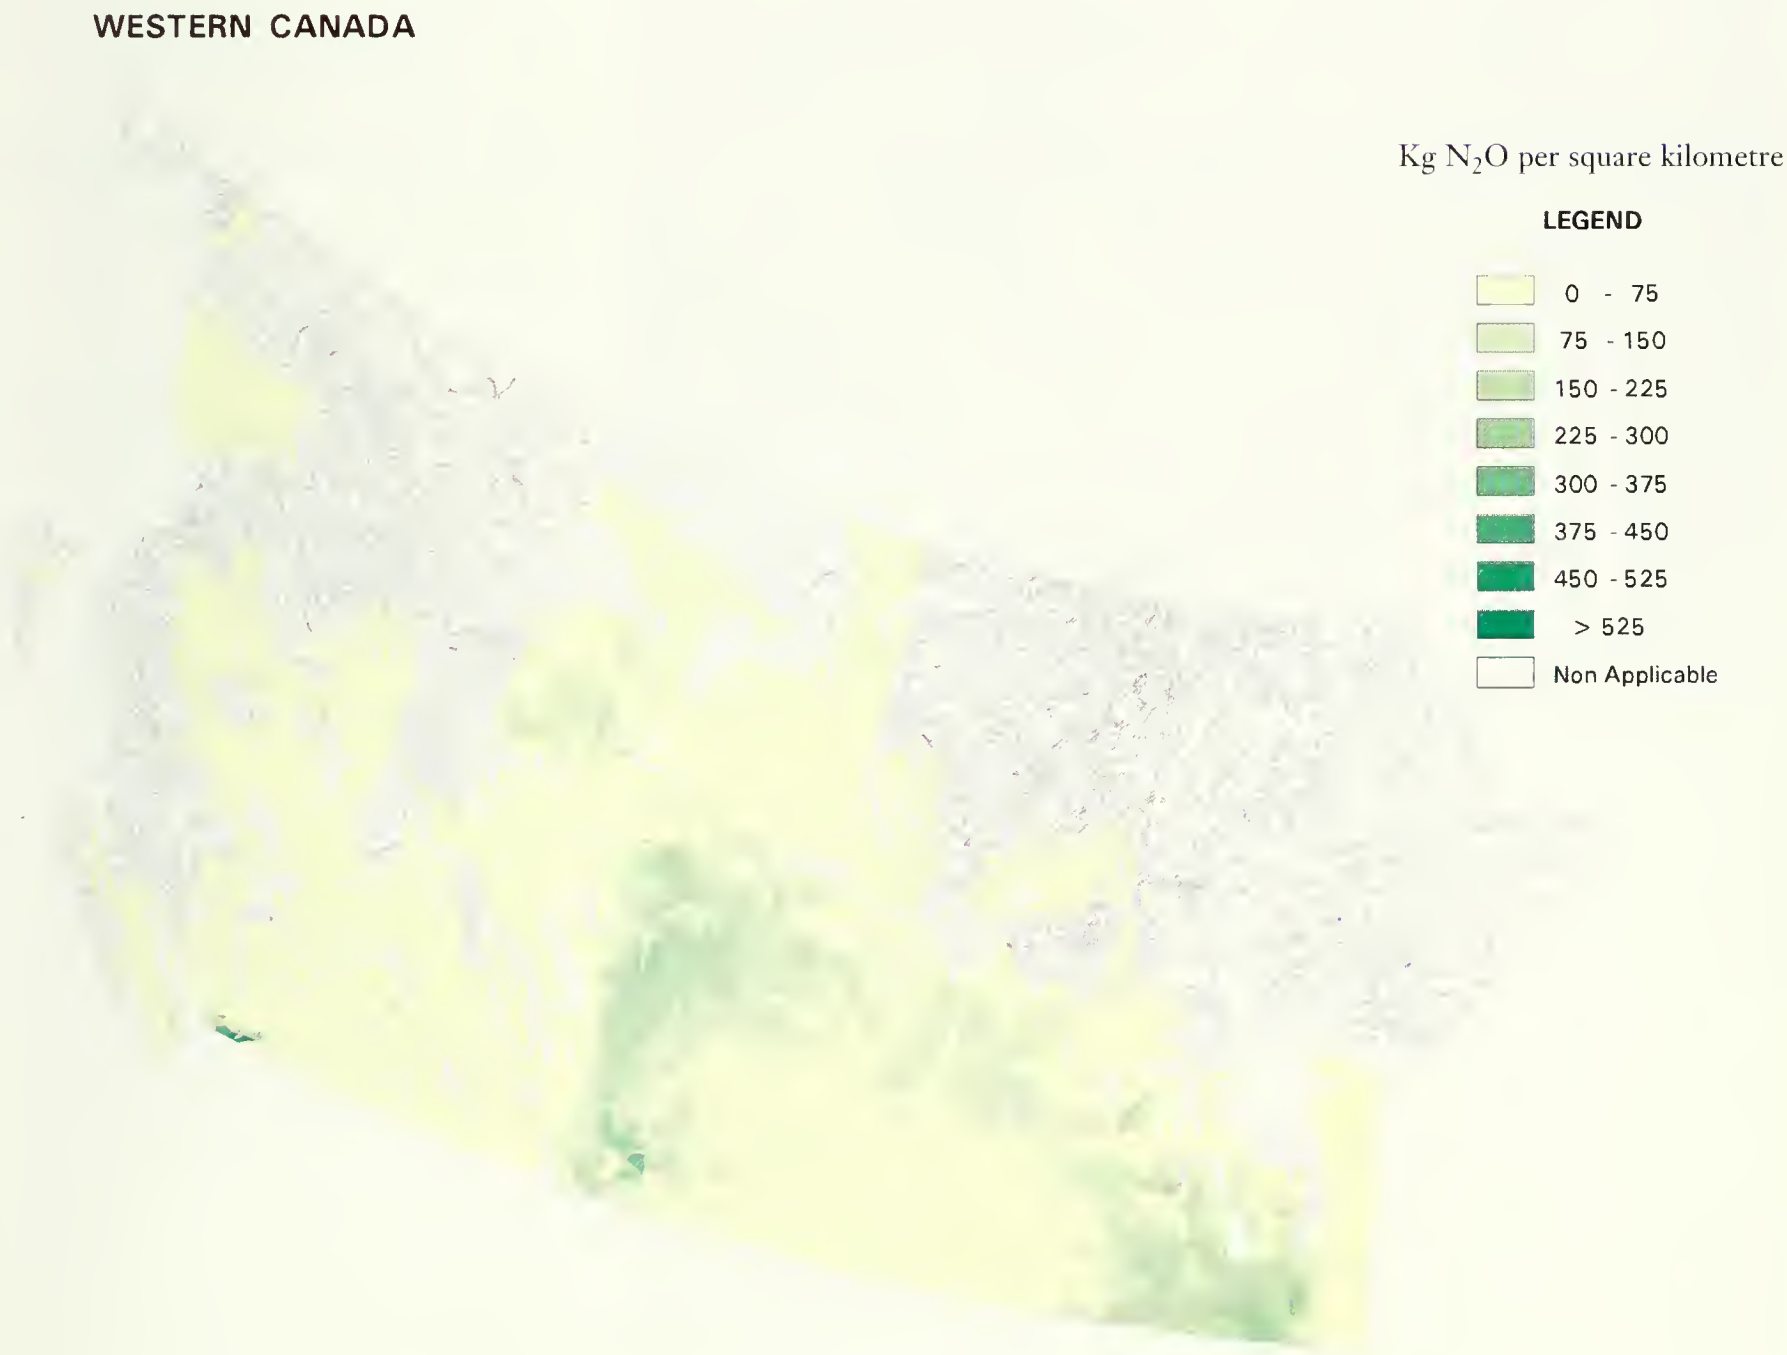 WESTERN CANADA
Kg N₂O per square kilometre
LEGEND
0 - 75
75 - 150
150 - 225
225 - 300
300 - 375
375 - 450
450 - 525
> 525
Non Applicable